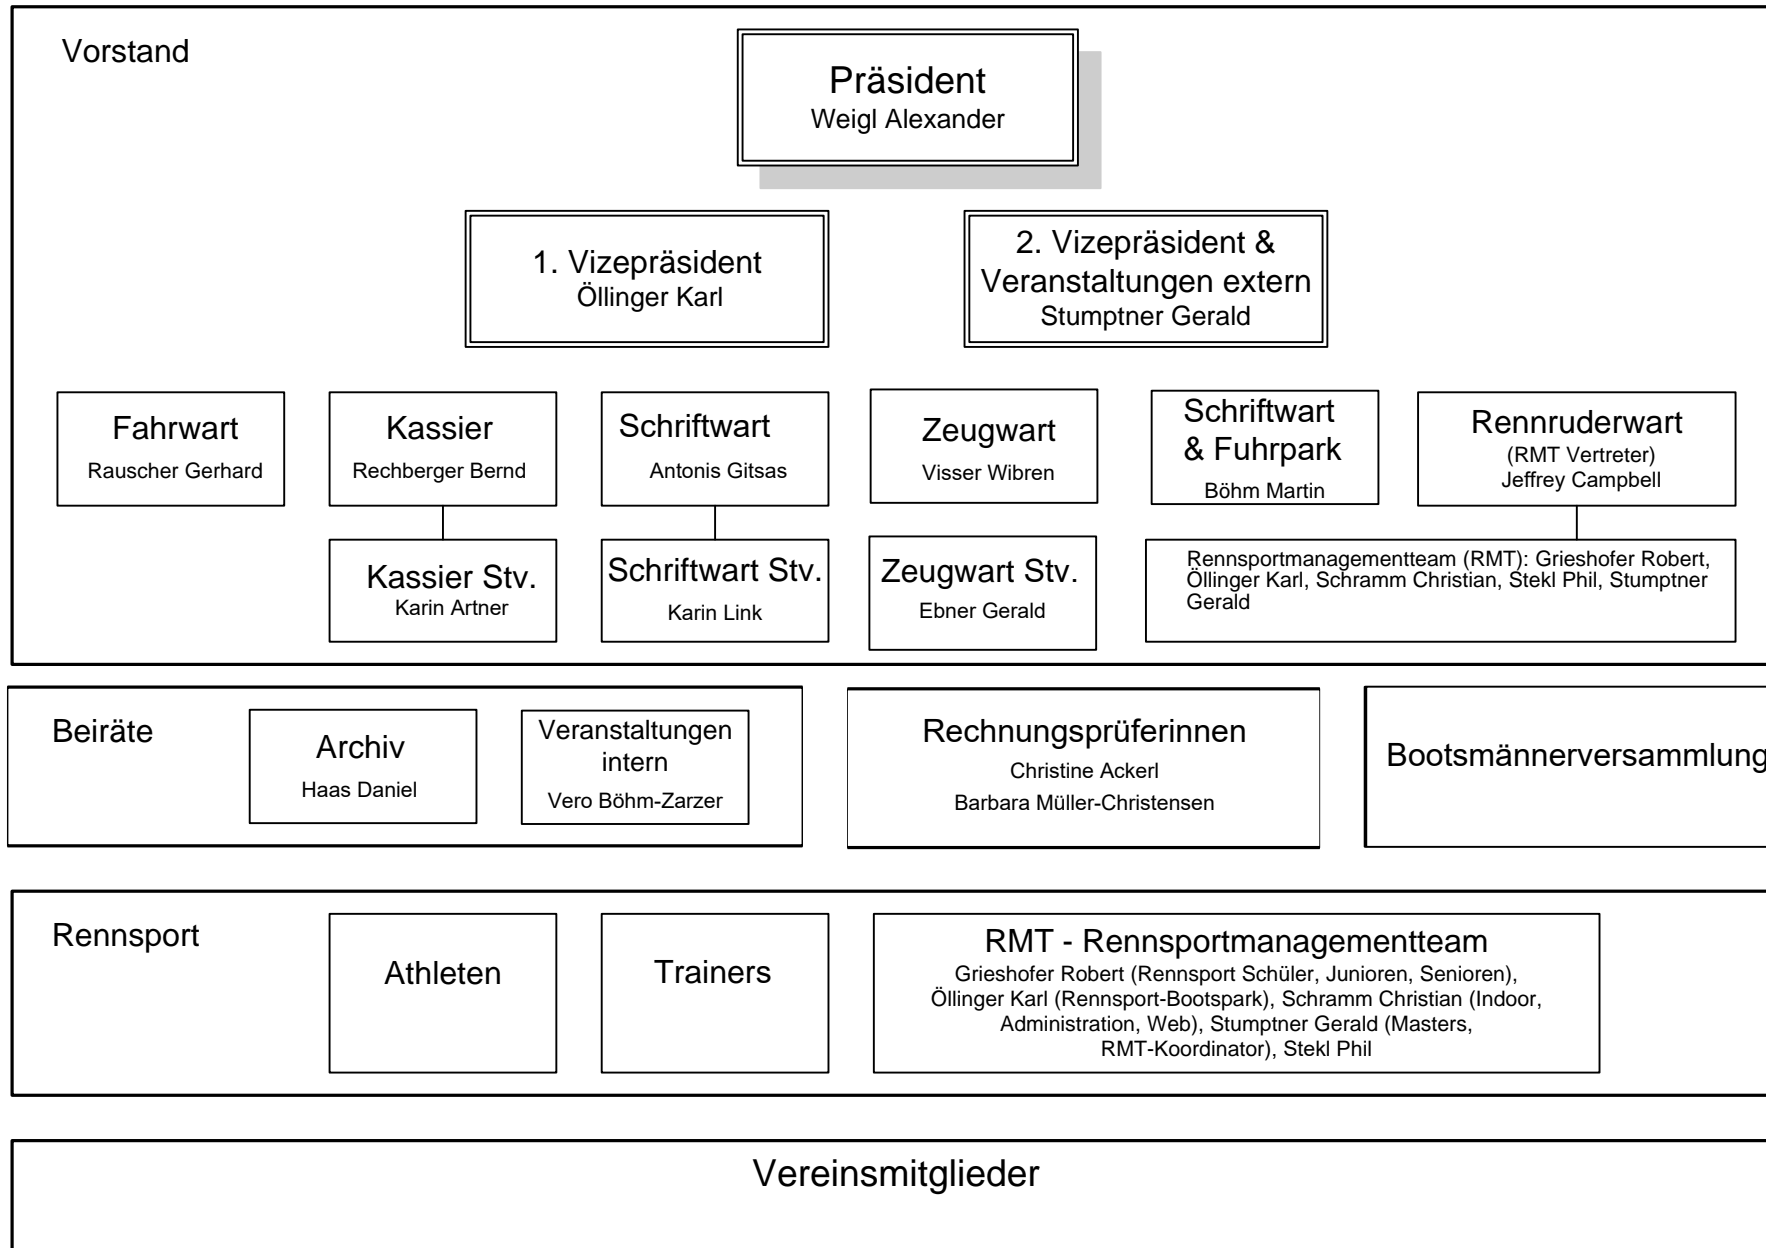 Vorstand
Präsident
Weigl Alexander
1. Vizepräsident
Öllinger Karl
2. Vizepräsident &
Veranstaltungen extern
Stumptner Gerald
Fahrwart
Rauscher Gerhard
Kassier
Rechberger Bernd
Schriftwart
Antonis Gitsas
Zeugwart
Visser Wibren
Schriftwart
& Fuhrpark
Böhm Martin
Rennruderwart
(RMT Vertreter)
Jeffrey Campbell
Kassier Stv.
Karin Artner
Schriftwart Stv.
Karin Link
Zeugwart Stv.
Ebner Gerald
Rennsportmanagementteam (RMT): Grieshofer Robert,
Öllinger Karl, Schramm Christian, Stekl Phil, Stumptner
Gerald
Beiräte
Archiv
Haas Daniel
Veranstaltungen
intern
Vero Böhm-Zarzer
Rechnungsprüferinnen
Christine Ackerl
Barbara Müller-Christensen
Bootsmännerversammlung
Rennsport
Athleten
Trainers
RMT - Rennsportmanagementteam
Grieshofer Robert (Rennsport Schüler, Junioren, Senioren),
Öllinger Karl (Rennsport-Bootspark), Schramm Christian (Indoor,
Administration, Web), Stumptner Gerald (Masters,
RMT-Koordinator), Stekl Phil
Vereinsmitglieder